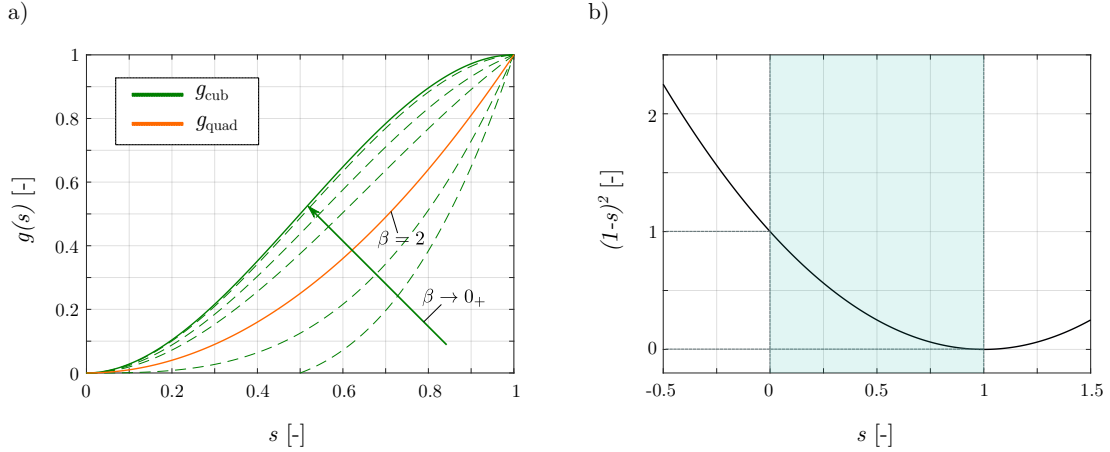 a)
g(s) [-]
1
0.8
0.6
0.4
0.2
0
g_cub
g_quad
β = 2
β → 0₊
0 0.2 0.4 0.6 0.8 1
s [-]
b)
(1-s)² [-]
2
1
0
-0.5 0 0.5 1 1.5
s [-]